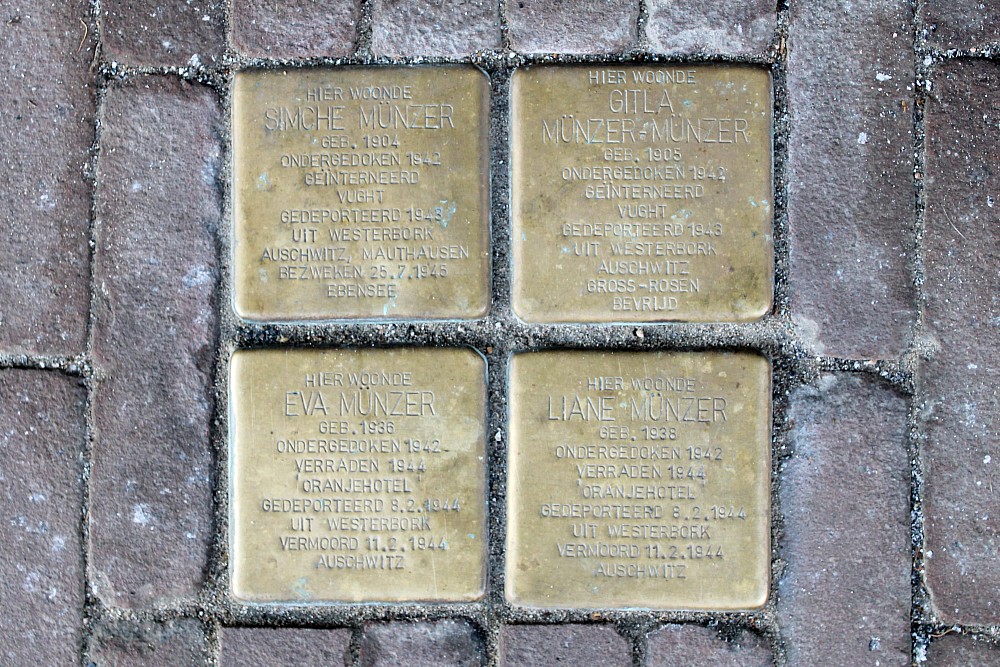 HIER WOONDE
SIMCHE MÜNZER
GEB. 1904
ONDERGEDOKEN 1942
GEÏNTERNEERD
VUGHT
GEDEPORTEERD 1943
UIT WESTERBORK
AUSCHWITZ, MAUTHAUSEN
BEZWEKEN 25.7.1945
EBENSEE
HIER WOONDE
GITLA
MÜNZER-MÜNZER
GEB. 1905
ONDERGEDOKEN 1942
GEÏNTERNEERD
VUGHT
GEDEPORTEERD 1943
UIT WESTERBORK
AUSCHWITZ
GROSS-ROSEN
BEVRIJD
HIER WOONDE
EVA MÜNZER
GEB. 1936
ONDERGEDOKEN 1942
VERRADEN 1944
'ORANJEHOTEL'
GEDEPORTEERD 8.2.1944
UIT WESTERBORK
VERMOORD 11.2.1944
AUSCHWITZ
HIER WOONDE
LIANE MÜNZER
GEB. 1938
ONDERGEDOKEN 1942
VERRADEN 1944
'ORANJEHOTEL'
GEDEPORTEERD 8.2.1944
UIT WESTERBORK
VERMOORD 11.2.1944
AUSCHWITZ